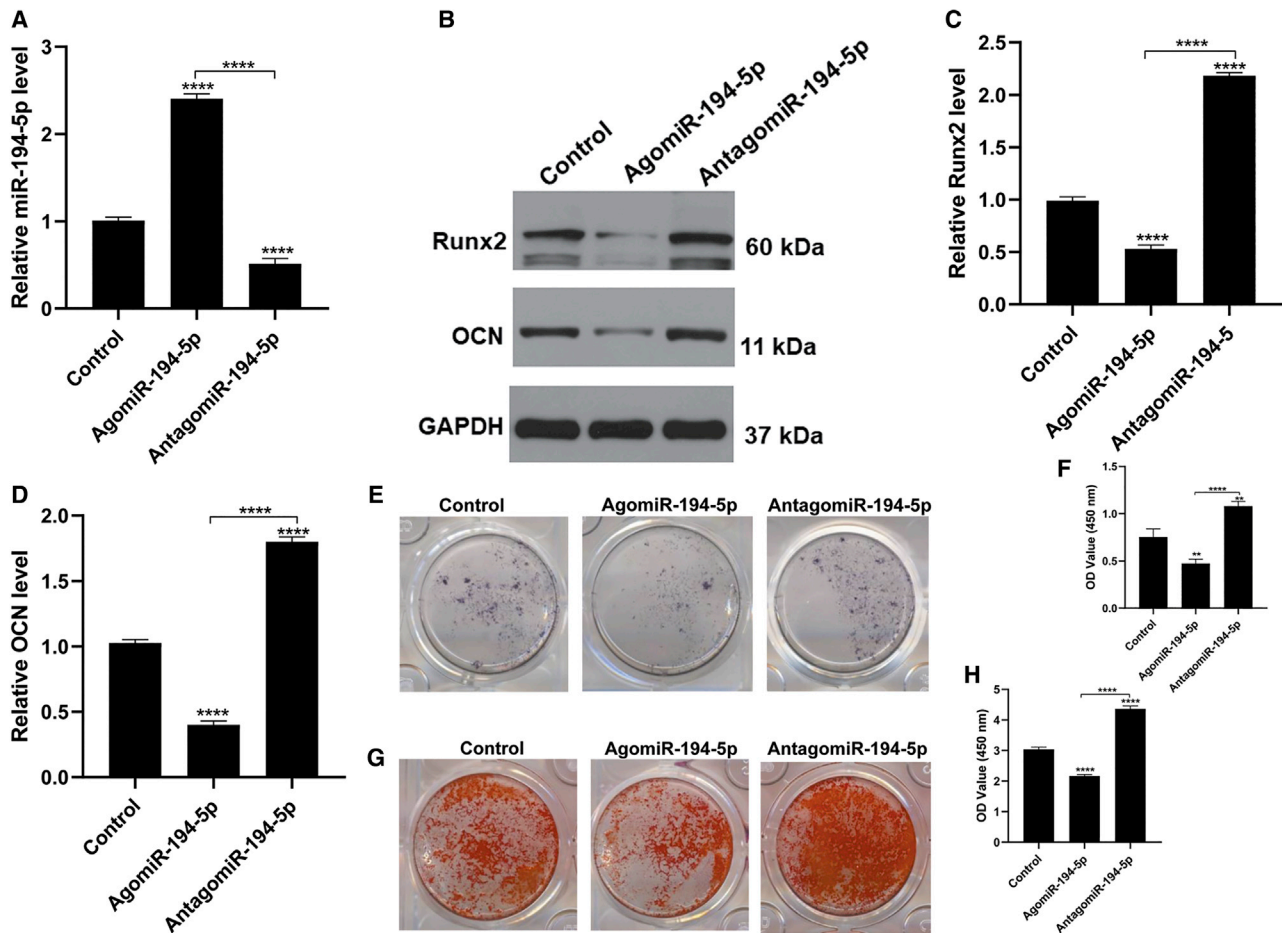 A
Relative miR-194-5p level
3
2
1
0
****
****
****
Control
AgomiR-194-5p
AntagomiR-194-5p
B
Control
AgomiR-194-5p
AntagomiR-194-5p
Runx2
60 kDa
OCN
11 kDa
GAPDH
37 kDa
C
Relative Runx2 level
2.5
2.0
1.5
1.0
0.5
0.0
****
****
****
Control
AgomiR-194-5p
AntagomiR-194-5
D
Relative OCN level
2.0
1.5
1.0
0.5
0.0
****
****
****
Control
AgomiR-194-5p
AntagomiR-194-5p
E
Control
AgomiR-194-5p
AntagomiR-194-5p
F
OD Value (450 nm)
1.5
1.0
0.5
0.0
****
**
**
Control
AgomiR-194-5p
AntagomiR-194-5p
G
Control
AgomiR-194-5p
AntagomiR-194-5p
H
OD Value (450 nm)
5
4
3
2
1
0
****
****
****
Control
AgomiR-194-5p
AntagomiR-194-5p